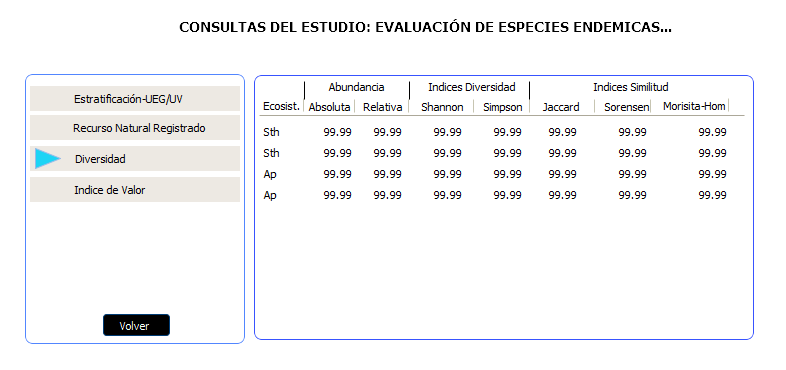 CONSULTAS DEL ESTUDIO: EVALUACIÓN DE ESPECIES ENDEMICAS...
Estratificación-UEG/UV
Recurso Natural Registrado
Diversidad
Indice de Valor
Volver
Abundancia Indices Diversidad Indices Similitud
Ecosist. Absoluta Relativa Shannon Simpson Jaccard Sorensen Morisita-Hom
Sth 99.99 99.99 99.99 99.99 99.99 99.99 99.99
Sth 99.99 99.99 99.99 99.99 99.99 99.99 99.99
Ap 99.99 99.99 99.99 99.99 99.99 99.99 99.99
Ap 99.99 99.99 99.99 99.99 99.99 99.99 99.99